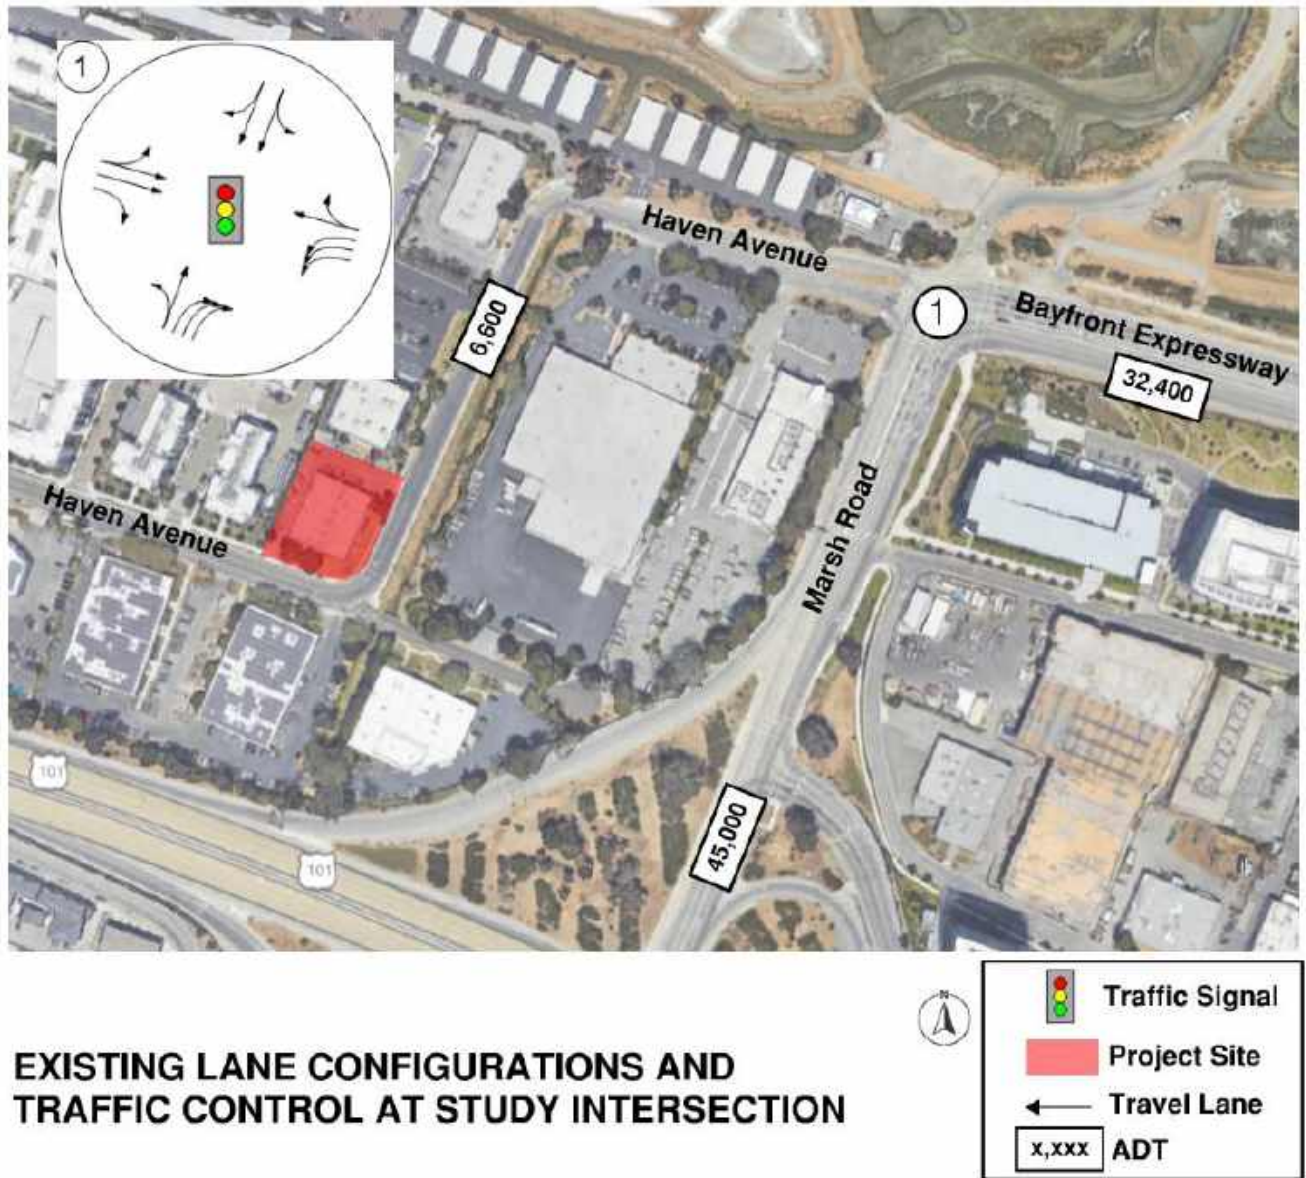 1
Haven Avenue
1
Bayfront Expressway
6,600
32,400
Haven Avenue
Marsh Road
101
45,000
101
N
Traffic Signal
Project Site
Travel Lane
x,xxx ADT
EXISTING LANE CONFIGURATIONS AND
TRAFFIC CONTROL AT STUDY INTERSECTION